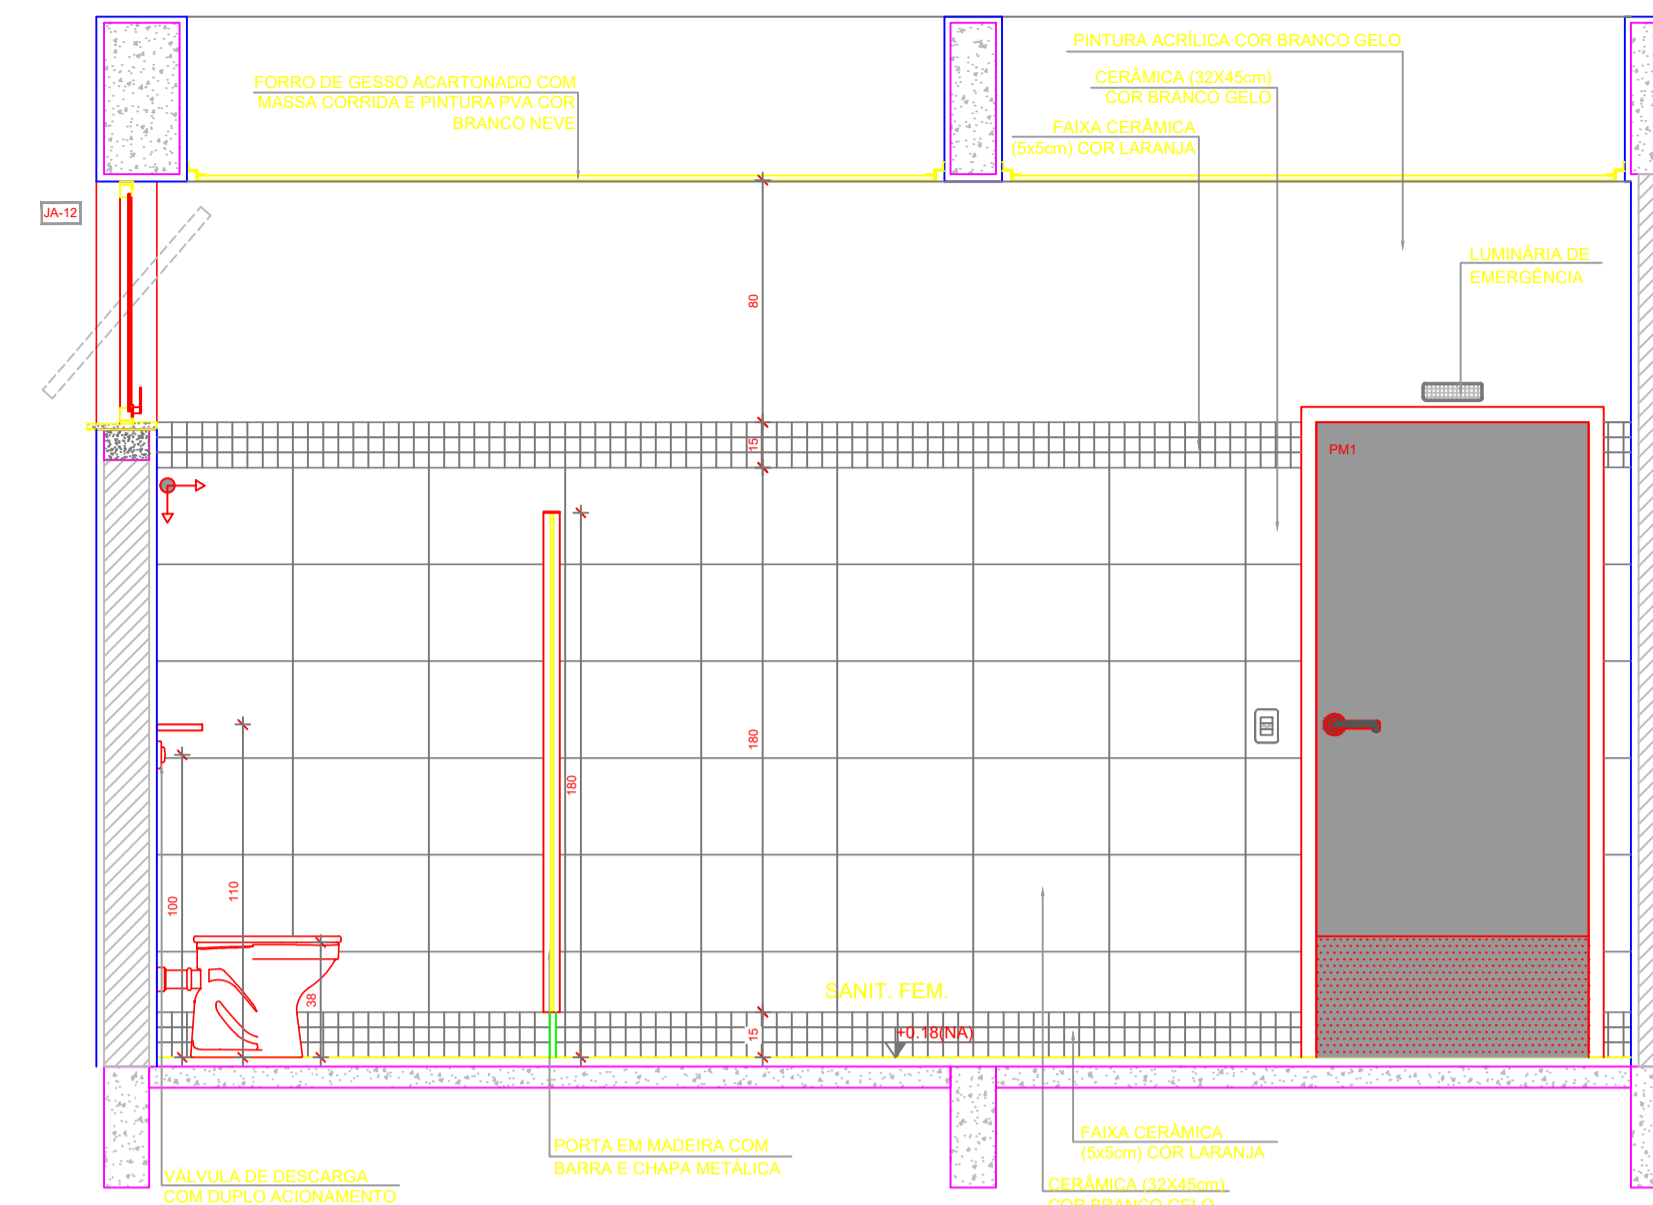 PINTURA ACRÍLICA COR BRANCO GELO
FORRO DE GESSO ACARTONADO COM
MASSA CORRIDA E PINTURA PVA COR
BRANCO NEVE
CERÂMICA (32X45cm)
COR BRANCO GELO
FAIXA CERÂMICA
(5x5cm) COR LARANJA
JA-12
LUMINÁRIA DE
EMERGÊNCIA
80
15
PM1
180
180
110
100
38
SANIT. FEM.
+0.18(NA)
15
FAIXA CERÂMICA
(5x5cm) COR LARANJA
PORTA EM MADEIRA COM
BARRA E CHAPA METÁLICA
VÁLVULA DE DESCARGA
COM DUPLO ACIONAMENTO
CERÂMICA (32X45cm)
COR BRANCO GELO